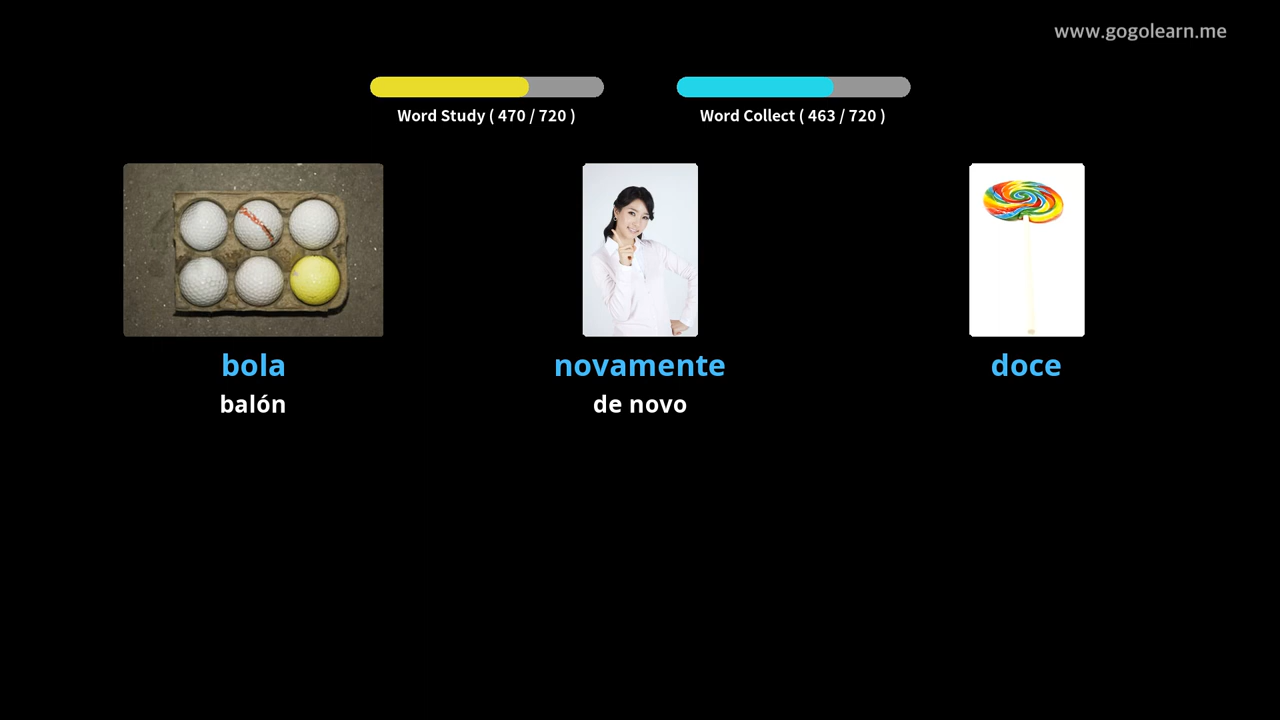 www.gogolearn.me
Word Study ( 470 / 720 )
Word Collect ( 463 / 720 )
bola
balón
novamente
de novo
doce